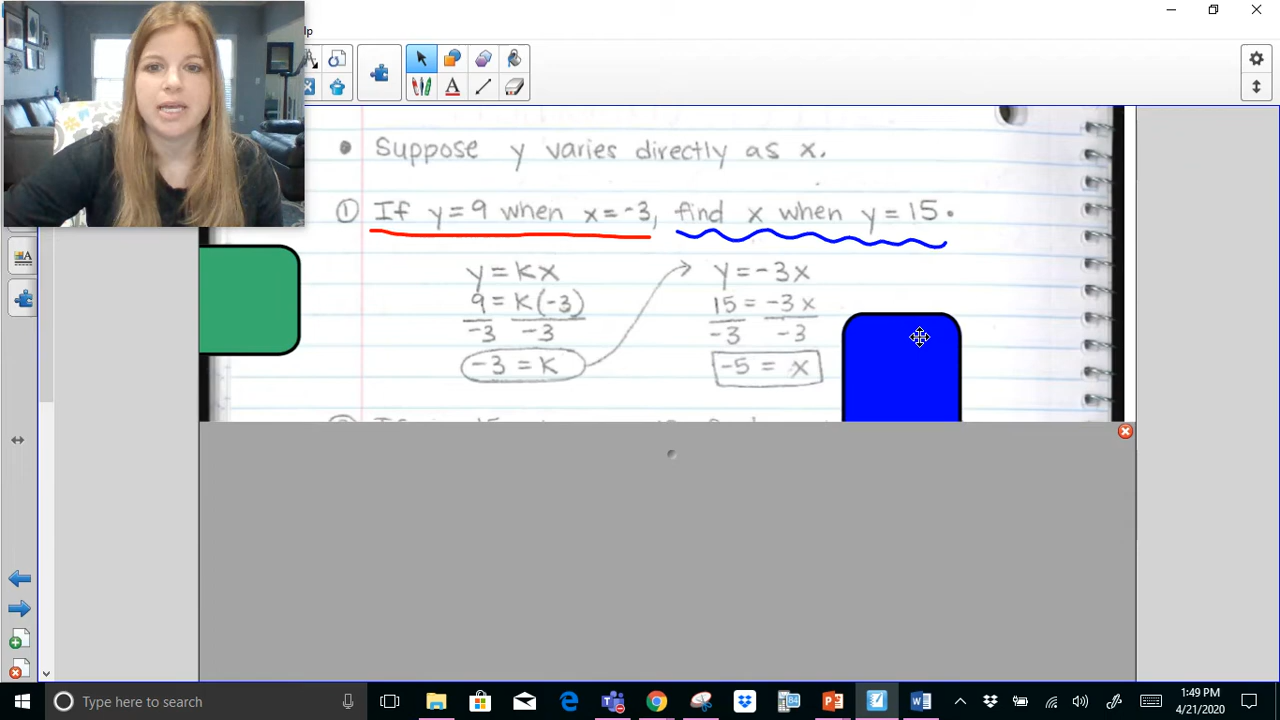 lp
• Suppose y varies directly as x.
① If y = 9 when x = -3, find x when y = 15.
y = kx
9 = k(-3)
-3 -3
-3 = k
y = -3x
15 = -3x
-3 -3
-5 = x
Type here to search
1:49 PM
4/21/2020